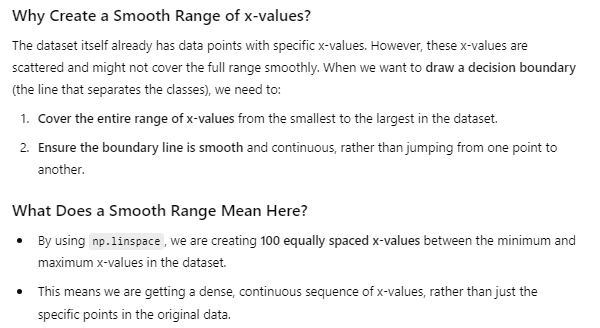 Why Create a Smooth Range of x-values?
The dataset itself already has data points with specific x-values. However, these x-values are
scattered and might not cover the full range smoothly. When we want to draw a decision boundary
(the line that separates the classes), we need to:
1. Cover the entire range of x-values from the smallest to the largest in the dataset.
2. Ensure the boundary line is smooth and continuous, rather than jumping from one point to
another.
What Does a Smooth Range Mean Here?
• By using np.linspace, we are creating 100 equally spaced x-values between the minimum and
maximum x-values in the dataset.
• This means we are getting a dense, continuous sequence of x-values, rather than just the
specific points in the original data.